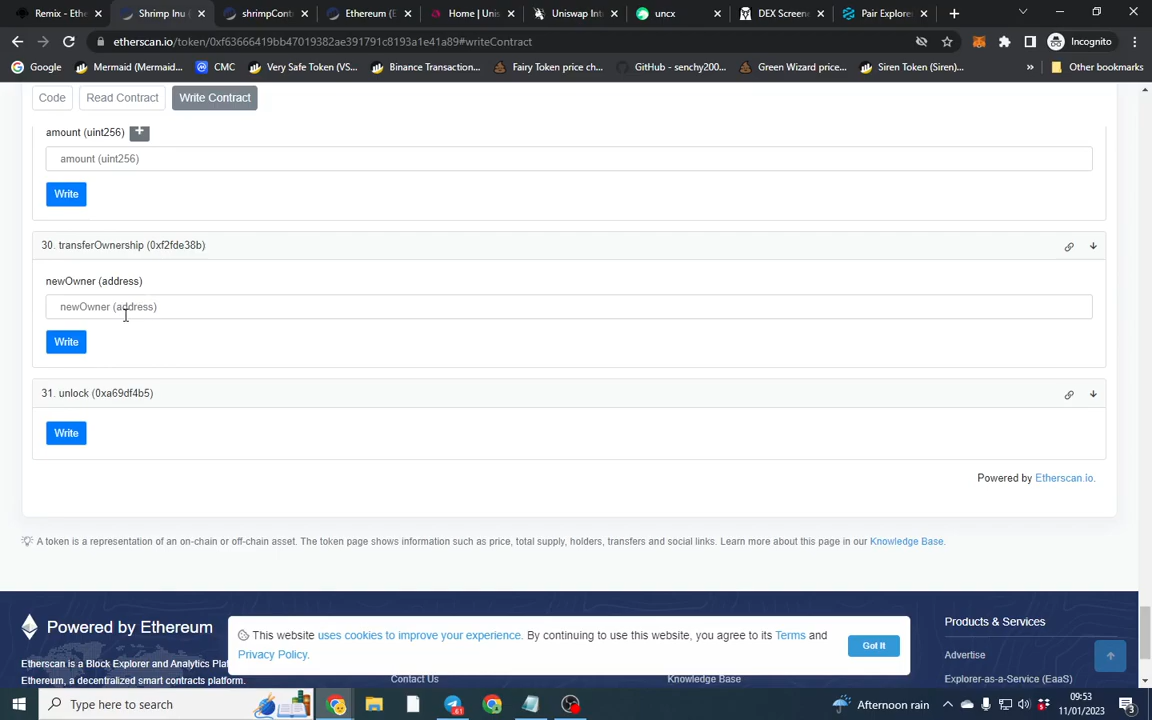 Remix - Eth
Shrimp Inu (
shrimpCont
Ethereum (E
Home | Unis
Uniswap Int
uncx
DEX Screene
Pair Explore
etherscan.io/token/0xf63666419bb47019382ae391791c8193a1e41a89#writeContract
Incognito
Google
Mermaid (Mermaid...
CMC
Very Safe Token (VS...
Binance Transaction...
Fairy Token price ch...
GitHub - senchy200...
Green Wizard price...
Siren Token (Siren)...
»
Other bookmarks
Code
Read Contract
Write Contract
amount (uint256) +
amount (uint256)
Write
30. transferOwnership (0xf2fde38b)
newOwner (address)
newOwner (address)
Write
31. unlock (0xa69df4b5)
Write
Powered by Etherscan.io.
A token is a representation of an on-chain or off-chain asset. The token page shows information such as price, total supply, holders, transfers and social links. Learn more about this page in our Knowledge Base.
Powered by Ethereum
Etherscan is a Block Explorer and Analytics Plat
Ethereum, a decentralized smart contracts platform.
This website uses cookies to improve your experience. By continuing to use this website, you agree to its Terms and
Privacy Policy.
Got It
Contact Us
Knowledge Base
Products & Services
Advertise
Explorer-as-a-Service (EaaS)
Type here to search
61
Afternoon rain
09:53
11/01/2023
3